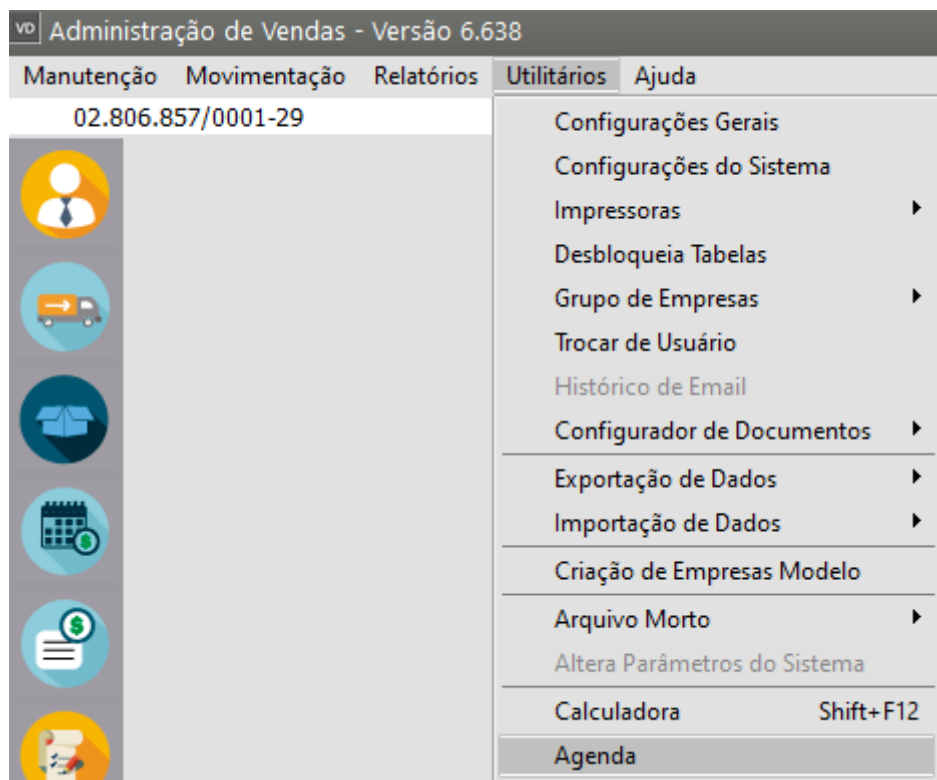 VD Administração de Vendas - Versão 6.638
Manutenção Movimentação Relatórios Utilitários Ajuda
02.806.857/0001-29
Configurações Gerais
Configurações do Sistema
Impressoras
Desbloqueia Tabelas
Grupo de Empresas
Trocar de Usuário
Histórico de Email
Configurador de Documentos
Exportação de Dados
Importação de Dados
Criação de Empresas Modelo
Arquivo Morto
Altera Parâmetros do Sistema
Calculadora Shift+F12
Agenda
$
$